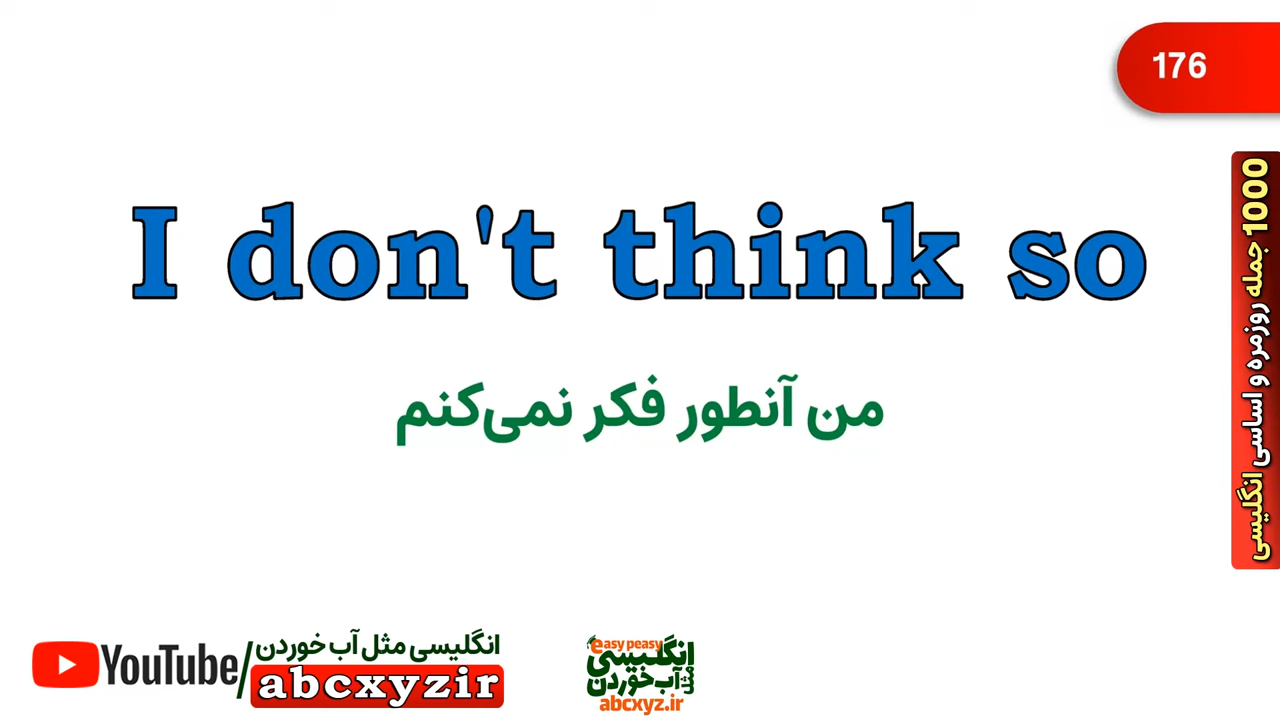 176
1000 جمله روزمره و اساسی انگلیسی
I don't think so
من آنطور فکر نمی‌کنم
YouTube/
انگلیسی مثل آب خوردن
abcxyzir
easy peasy
انگلیسی
مثل
آب خوردن
abcxyz.ir